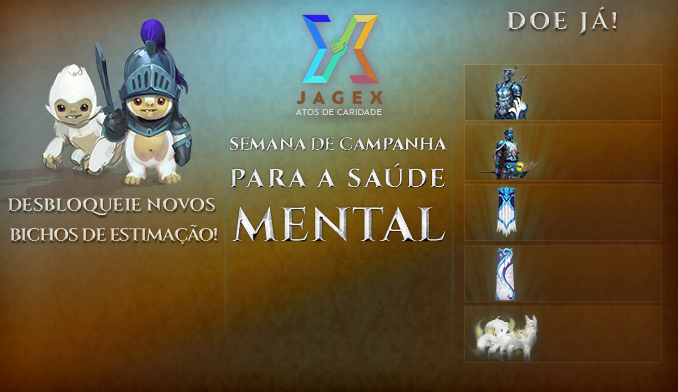 DESBLOQUEIE NOVOS
BICHOS DE ESTIMAÇÃO!
JAGEX
ATOS DE CARIDADE
SEMANA DE CAMPANHA
PARA A SAÚDE
MENTAL
DOE JÁ!